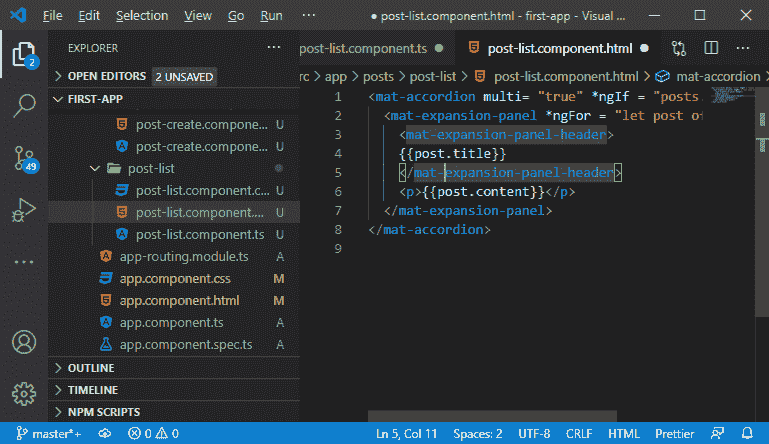 File Edit Selection View Go Run ··· ● post-list.component.html - first-app - Visual ...
EXPLORER ···
OPEN EDITORS 2 UNSAVED
FIRST-APP
post-create.compone... U
post-create.compone... U
post-list
post-list.component.c... U
post-list.component.... U
post-list.component.ts U
app-routing.module.ts A
app.component.css M
app.component.html M
app.component.ts A
app.component.spec.ts A
OUTLINE
TIMELINE
NPM SCRIPTS
2
49
post-list.component.ts ● post-list.component.html ● ···
rc > app > posts > post-list > post-list.component.html > mat-accordion
1 <mat-accordion multi= "true" *ngIf = "posts.
2 <mat-expansion-panel *ngFor = "let post of
3 <mat-expansion-panel-header>
4 {{post.title}}
5 </mat-expansion-panel-header>
6 <p>{{post.content}}</p>
7 </mat-expansion-panel>
8 </mat-accordion>
9
master*+ 0 0 Ln 5, Col 11 Spaces: 2 UTF-8 CRLF HTML Prettier